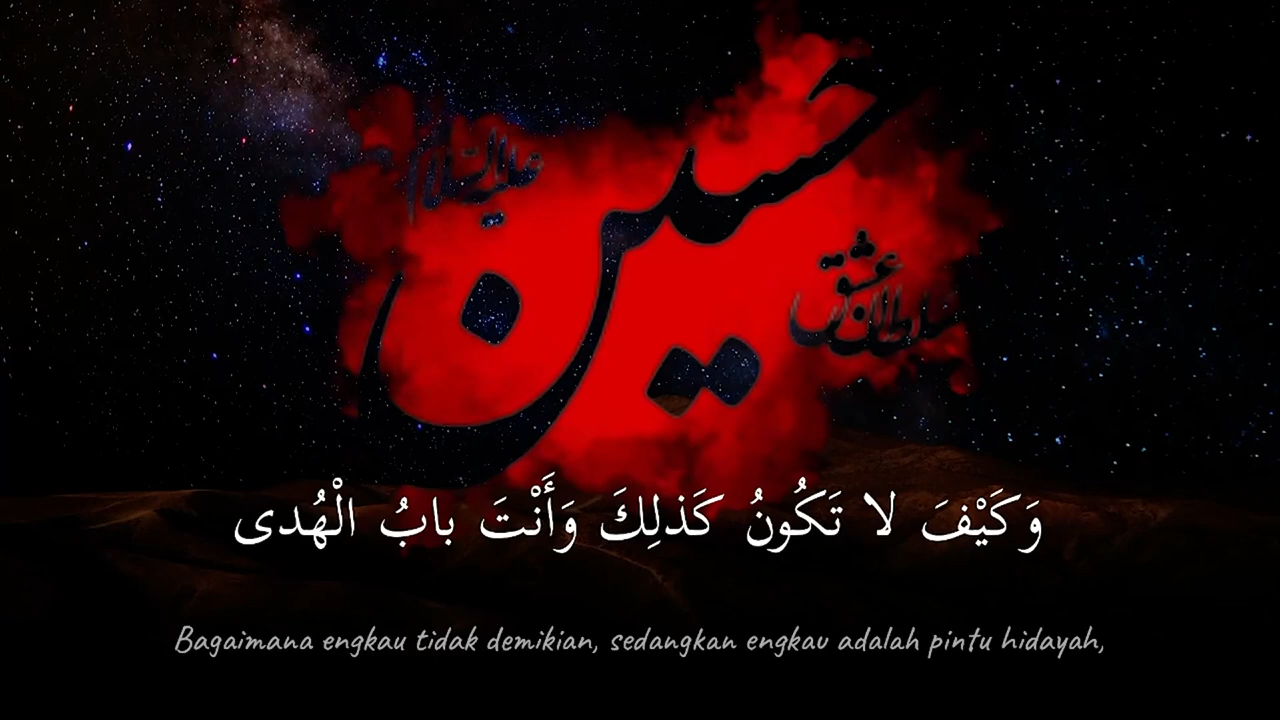 حسین
علیه‌السلام
سلطان عشق
وَكَيْفَ لا تَكُونُ كَذلِكَ وَأَنْتَ بابُ الْهُدى
Bagaimana engkau tidak demikian, sedangkan engkau adalah pintu hidayah,